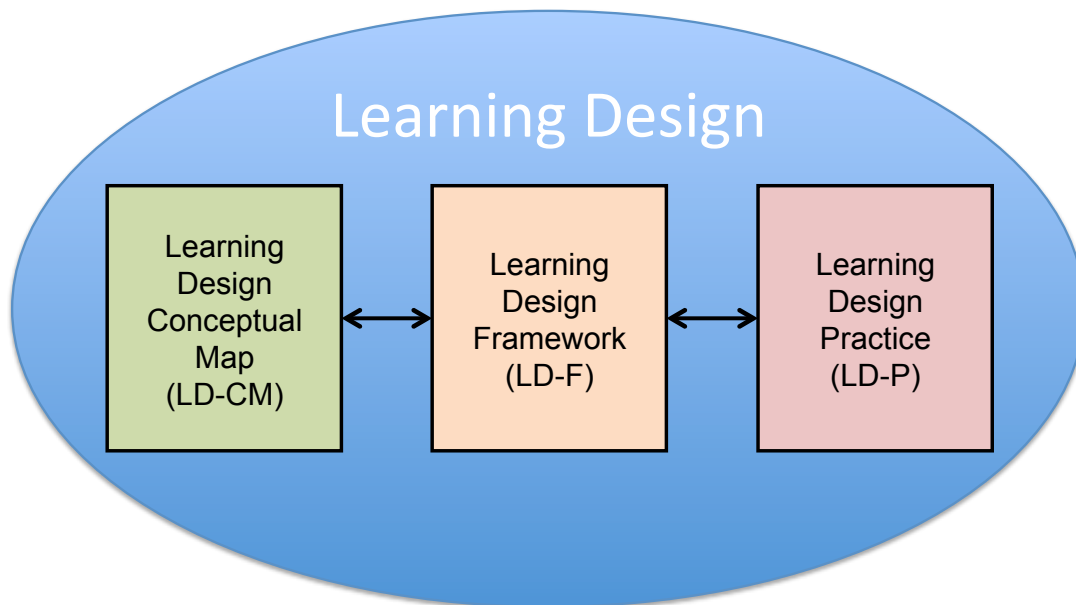 Learning Design
Learning
Design
Conceptual
Map
(LD-CM)
Learning
Design
Framework
(LD-F)
Learning
Design
Practice
(LD-P)